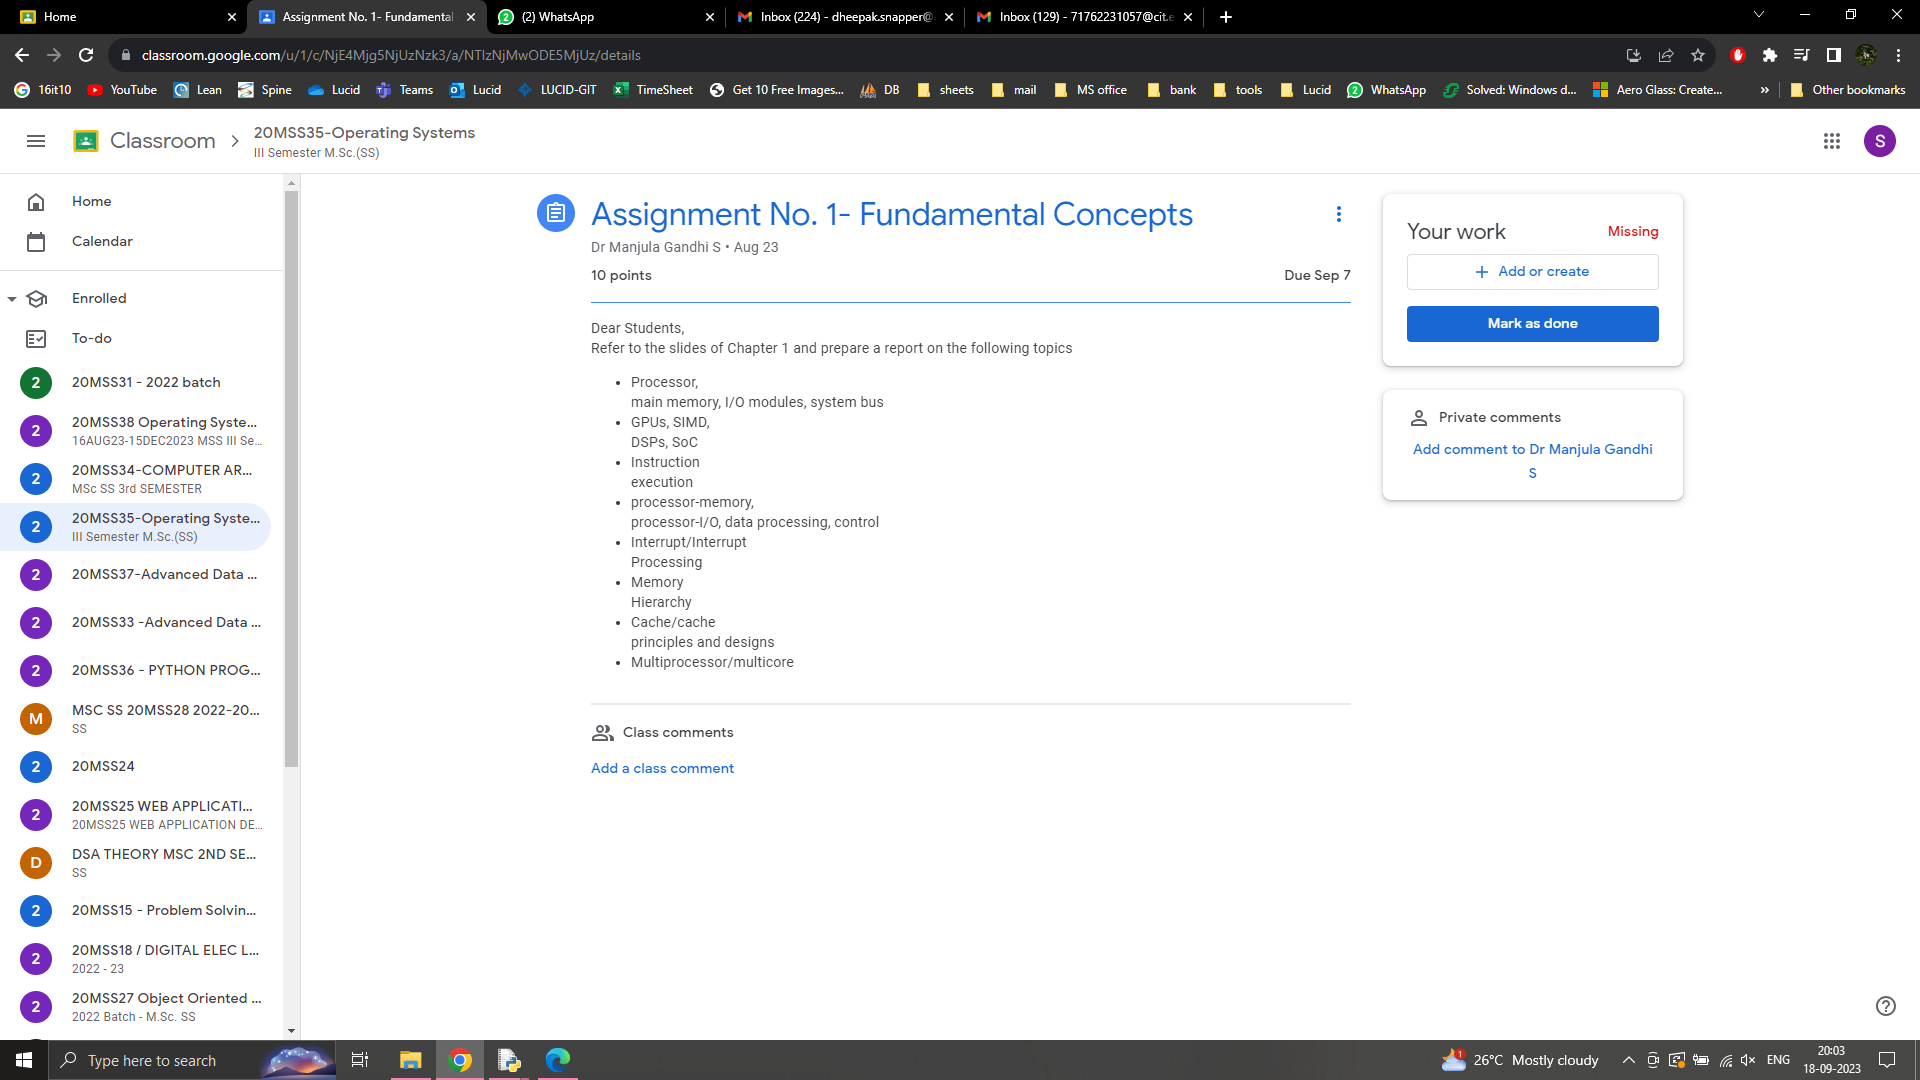 Home
Assignment No. 1- Fundamental
(2) WhatsApp
Inbox (224) - dheepak.snapper@
Inbox (129) - 71762231057@cit.e
classroom.google.com/u/1/c/NjE4Mjg5NjUzNzk3/a/NTIzNjMwODE5MjUz/details
16it10 YouTube Lean Spine Lucid Teams Lucid LUCID-GIT TimeSheet Get 10 Free Images... DB sheets mail MS office bank tools Lucid WhatsApp Solved: Windows d... Aero Glass: Create... » Other bookmarks
Classroom
20MSS35-Operating Systems
III Semester M.Sc.(SS)
S
Home
Calendar
Enrolled
To-do
2 20MSS31 - 2022 batch
2 20MSS38 Operating Syste...
16AUG23-15DEC2023 MSS III Se...
2 20MSS34-COMPUTER AR...
MSc SS 3rd SEMESTER
2 20MSS35-Operating Syste...
III Semester M.Sc.(SS)
2 20MSS37-Advanced Data ...
2 20MSS33 -Advanced Data ...
2 20MSS36 - PYTHON PROG...
M MSC SS 20MSS28 2022-20...
SS
2 20MSS24
2 20MSS25 WEB APPLICATI...
20MSS25 WEB APPLICATION DE...
D DSA THEORY MSC 2ND SE...
SS
2 20MSS15 - Problem Solvin...
2 20MSS18 / DIGITAL ELEC L...
2022 - 23
2 20MSS27 Object Oriented ...
2022 Batch - M.Sc. SS
Assignment No. 1- Fundamental Concepts
Dr Manjula Gandhi S • Aug 23
10 points
Due Sep 7
Dear Students,
Refer to the slides of Chapter 1 and prepare a report on the following topics
• Processor,
main memory, I/O modules, system bus
• GPUs, SIMD,
DSPs, SoC
• Instruction
execution
• processor-memory,
processor-I/O, data processing, control
• Interrupt/Interrupt
Processing
• Memory
Hierarchy
• Cache/cache
principles and designs
• Multiprocessor/multicore
Class comments
Add a class comment
Your work
Missing
+ Add or create
Mark as done
Private comments
Add comment to Dr Manjula Gandhi
S
Type here to search
1
26°C Mostly cloudy
ENG
20:03
18-09-2023